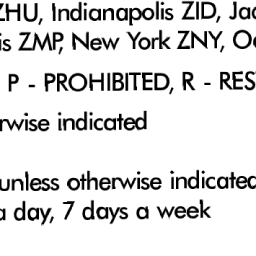 ZHU, Indianapolis ZID, Jac
is ZMP, New York ZNY, Oa
P - PROHIBITED, R - RES
rwise indicated
unless otherwise indicated
a day, 7 days a week